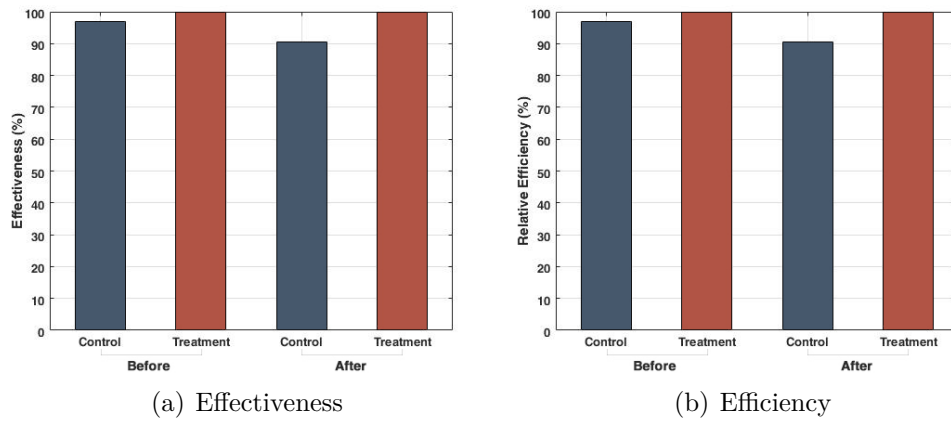 100
90
80
70
60
50
40
30
20
10
0
Effectiveness (%)
Control Treatment Control Treatment
Before After
(a) Effectiveness
100
90
80
70
60
50
40
30
20
10
0
Relative Efficiency (%)
Control Treatment Control Treatment
Before After
(b) Efficiency